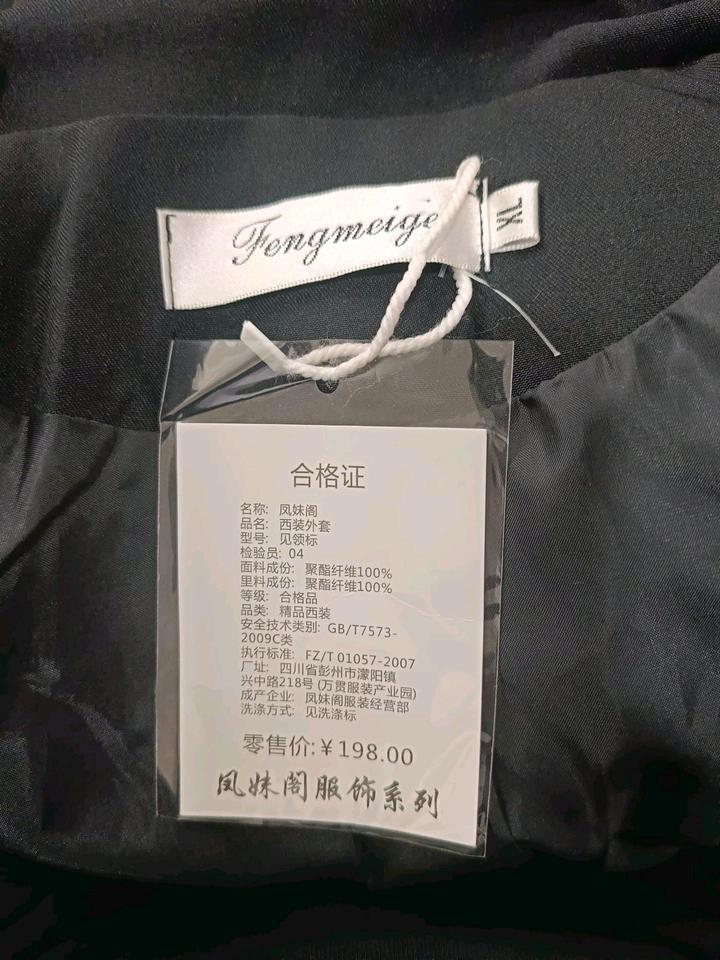 Fengmeige
XL
合格证
名称: 凤妹阁
品名: 西装外套
型号: 见领标
检验员: 04
面料成份: 聚酯纤维100%
里料成份: 聚酯纤维100%
等级: 合格品
品类: 精品西装
安全技术类别: GB/T7573-
2009C类
执行标准: FZ/T 01057-2007
厂址: 四川省彭州市濛阳镇
兴中路218号 (万贯服装产业园)
成产企业: 凤妹阁服装经营部
洗涤方式: 见洗涤标
零售价:￥198.00
凤妹阁服饰系列